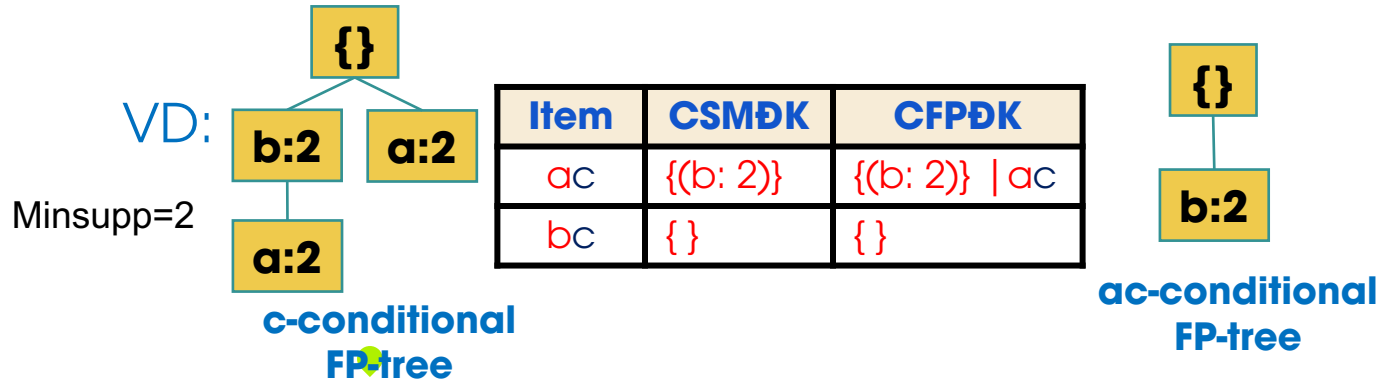 {}
VD:
b:2
a:2
a:2
Minsupp=2
c-conditional
FP-tree
Item CSMĐK CFPĐK
ac {(b: 2)} {(b: 2)} | ac
bc { } { }
{}
b:2
ac-conditional
FP-tree